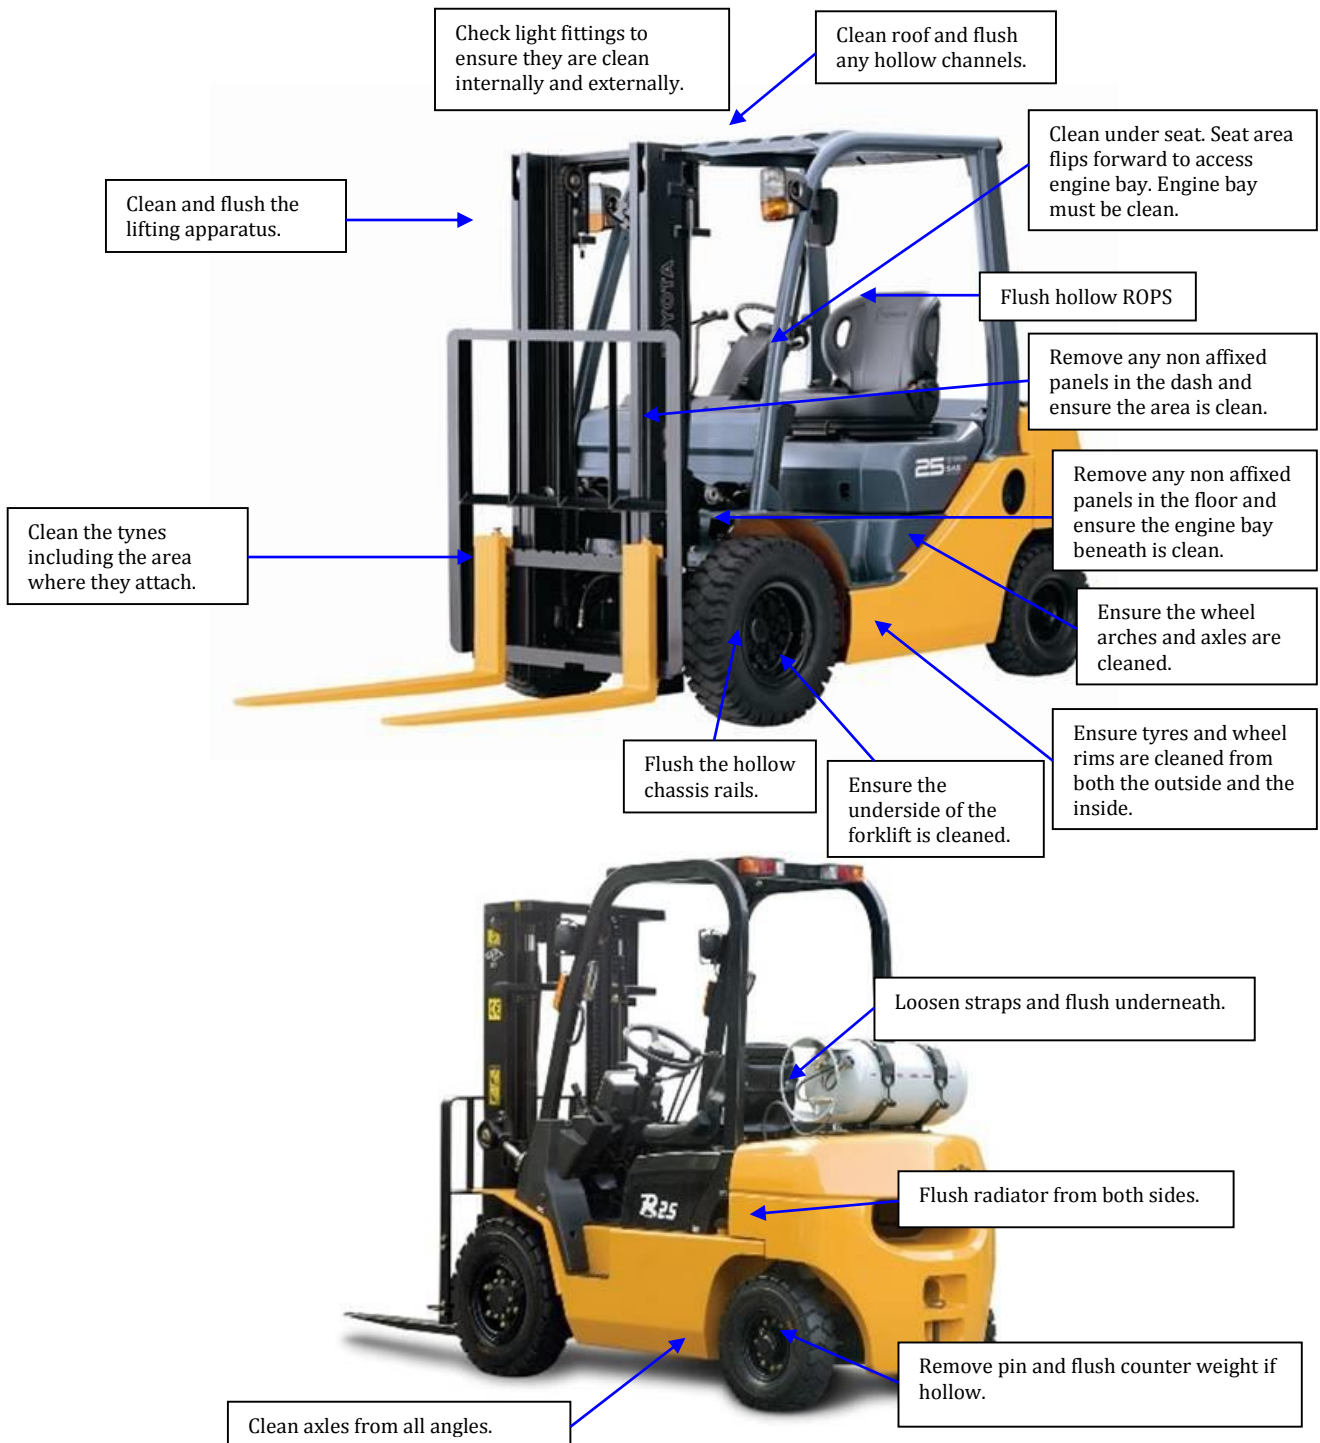 Check light fittings to
ensure they are clean
internally and externally.
Clean roof and flush
any hollow channels.
Clean under seat. Seat area
flips forward to access
engine bay. Engine bay
must be clean.
Clean and flush the
lifting apparatus.
Flush hollow ROPS
TOYOTA
Remove any non affixed
panels in the dash and
ensure the area is clean.
25
Remove any non affixed
panels in the floor and
ensure the engine bay
beneath is clean.
Clean the tynes
including the area
where they attach.
Ensure the wheel
arches and axles are
cleaned.
Ensure tyres and wheel
rims are cleaned from
both the outside and the
inside.
Flush the hollow
chassis rails.
Ensure the
underside of the
forklift is cleaned.
Loosen straps and flush underneath.
Flush radiator from both sides.
R25
Remove pin and flush counter weight if
hollow.
Clean axles from all angles.